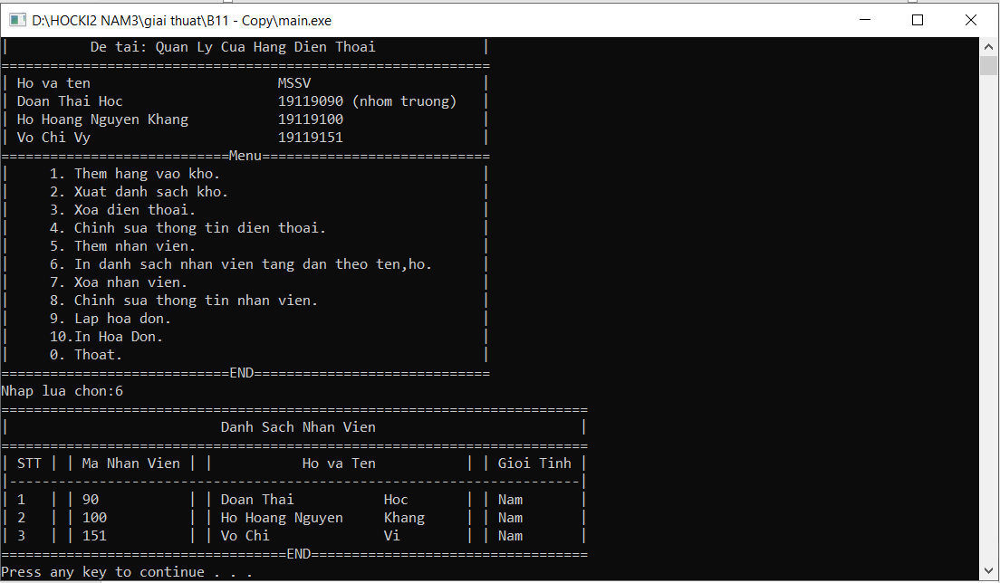 D:\HOCKI2 NAM3\giai thuat\B11 - Copy\main.exe
|          De tai: Quan Ly Cua Hang Dien Thoai             |
============================================================
| Ho va ten                       MSSV                     |
| Doan Thai Hoc                   19119090 (nhom truong)   |
| Ho Hoang Nguyen Khang           19119100                 |
| Vo Chi Vy                       19119151                 |
============================Menu============================
|     1. Them hang vao kho.                                |
|     2. Xuat danh sach kho.                               |
|     3. Xoa dien thoai.                                   |
|     4. Chinh sua thong tin dien thoai.                   |
|     5. Them nhan vien.                                   |
|     6. In danh sach nhan vien tang dan theo ten,ho.      |
|     7. Xoa nhan vien.                                    |
|     8. Chinh sua thong tin nhan vien.                    |
|     9. Lap hoa don.                                      |
|     10.In Hoa Don.                                       |
|     0. Thoat.                                            |
============================END=============================
Nhap lua chon:6
========================================================================
|                          Danh Sach Nhan Vien                         |
========================================================================
| STT | | Ma Nhan Vien | |           Ho va Ten           | | Gioi Tinh |
|----------------------------------------------------------------------|
| 1   | | 90           | | Doan Thai           Hoc       | | Nam       |
| 2   | | 100          | | Ho Hoang Nguyen     Khang     | | Nam       |
| 3   | | 151          | | Vo Chi              Vi        | | Nam       |
===================================END==================================
Press any key to continue . . .